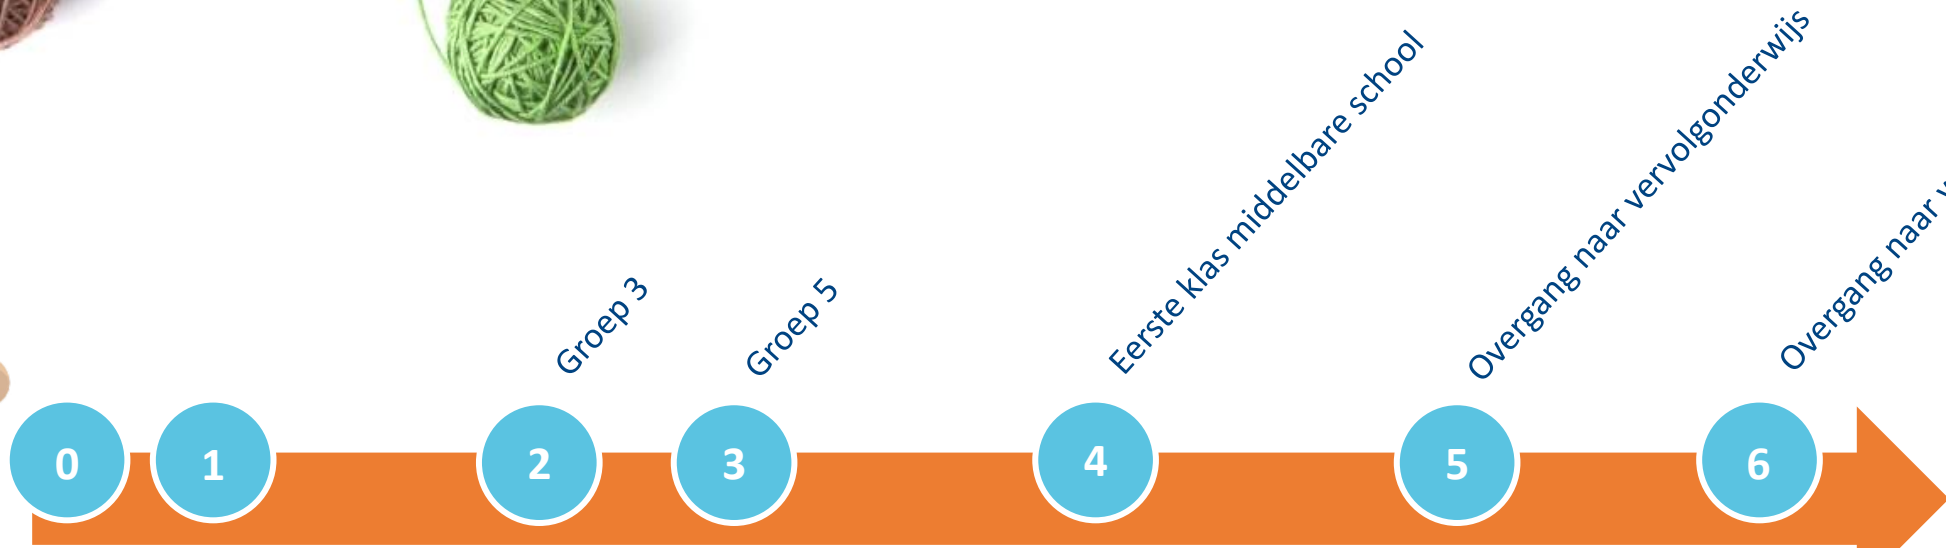 Groep 3
Groep 5
Eerste klas middelbare school
Overgang naar vervolgonderwijs
Overgang naar
0
1
2
3
4
5
6